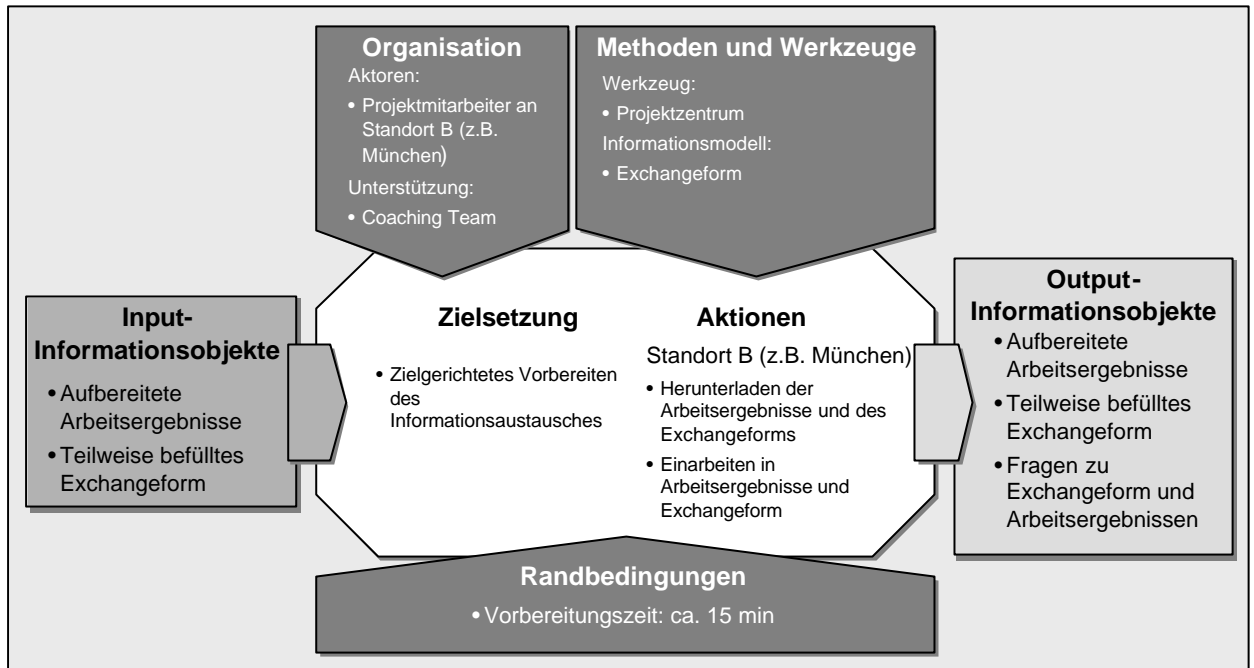 Organisation
Aktoren:
• Projektmitarbeiter an
Standort B (z.B.
München)
Unterstützung:
• Coaching Team
Methoden und Werkzeuge
Werkzeug:
• Projektzentrum
Informationsmodell:
• Exchangeform
Input-
Informationsobjekte
• Aufbereitete
Arbeitsergebnisse
• Teilweise befülltes
Exchangeform
Zielsetzung
• Zielgerichtetes Vorbereiten
des
Informationsaustausches
Aktionen
Standort B (z.B. München)
• Herunterladen der
Arbeitsergebnisse und des
Exchangeforms
• Einarbeiten in
Arbeitsergebnisse und
Exchangeform
Output-
Informationsobjekte
• Aufbereitete
Arbeitsergebnisse
• Teilweise befülltes
Exchangeform
• Fragen zu
Exchangeform und
Arbeitsergebnissen
Randbedingungen
• Vorbereitungszeit: ca. 15 min